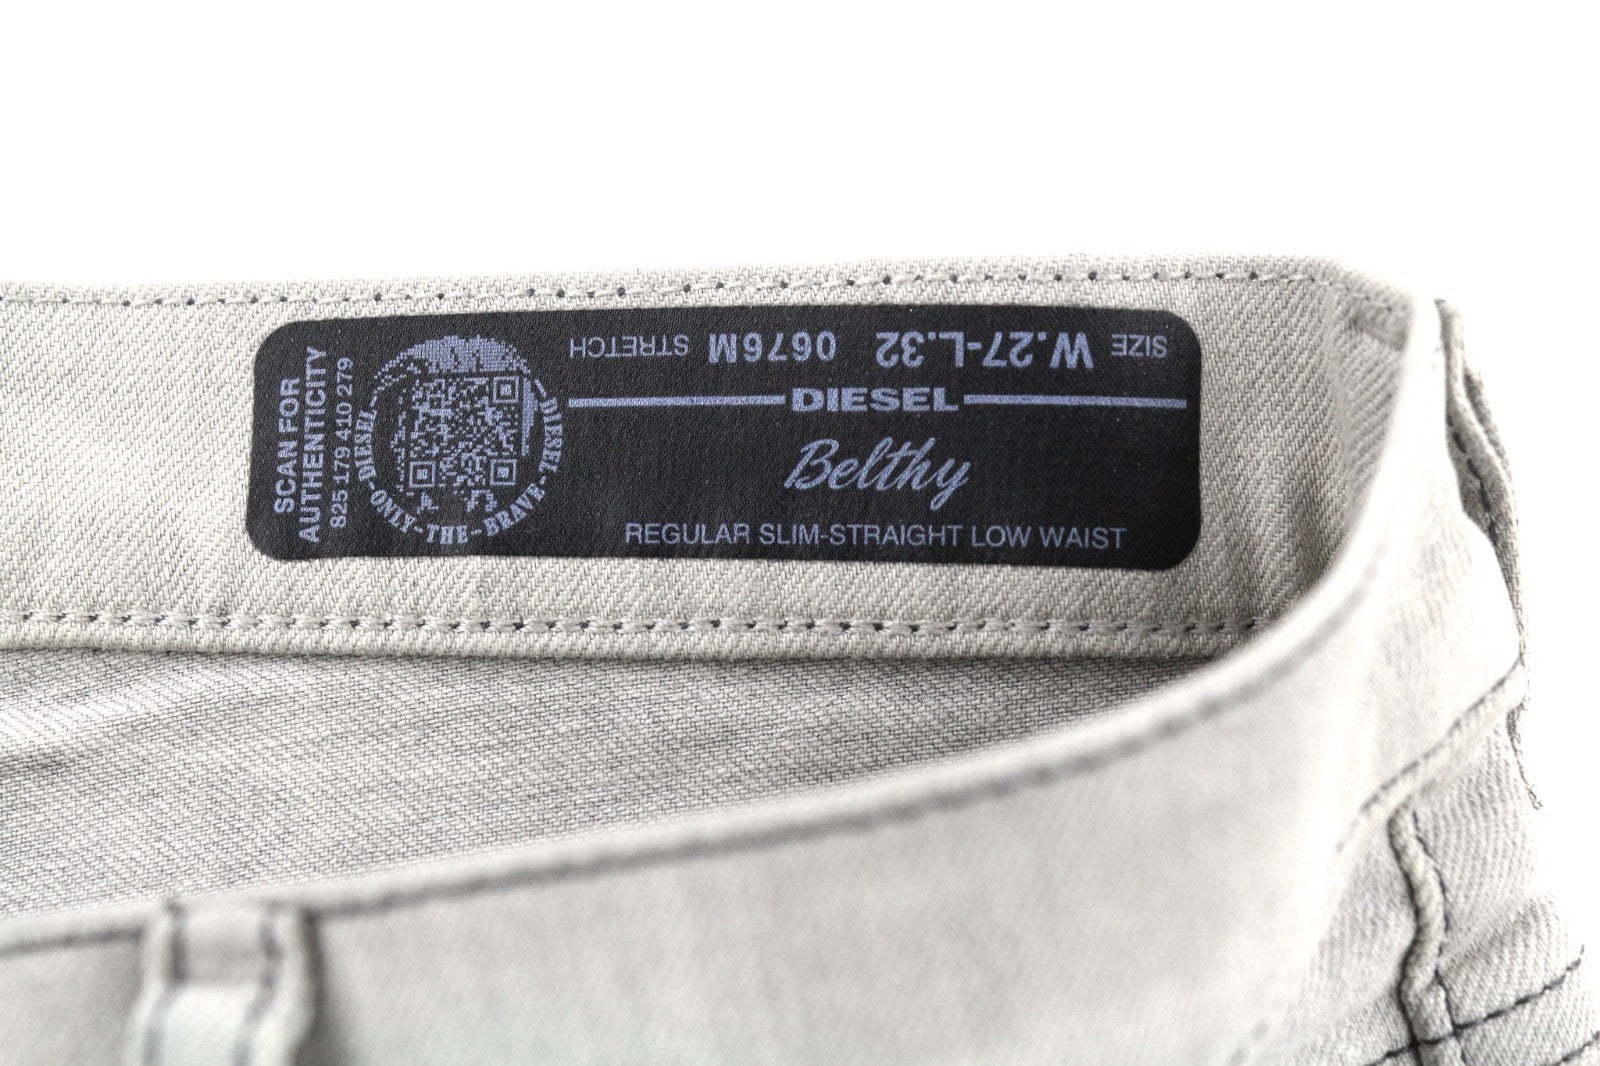 SCAN FOR
AUTHENTICITY
825 179 410 279
DIESEL-ONLY-THE-BRAVE-DIESEL
SIZE W.27-L.32 0676M STRETCH
DIESEL
Belthy
REGULAR SLIM-STRAIGHT LOW WAIST